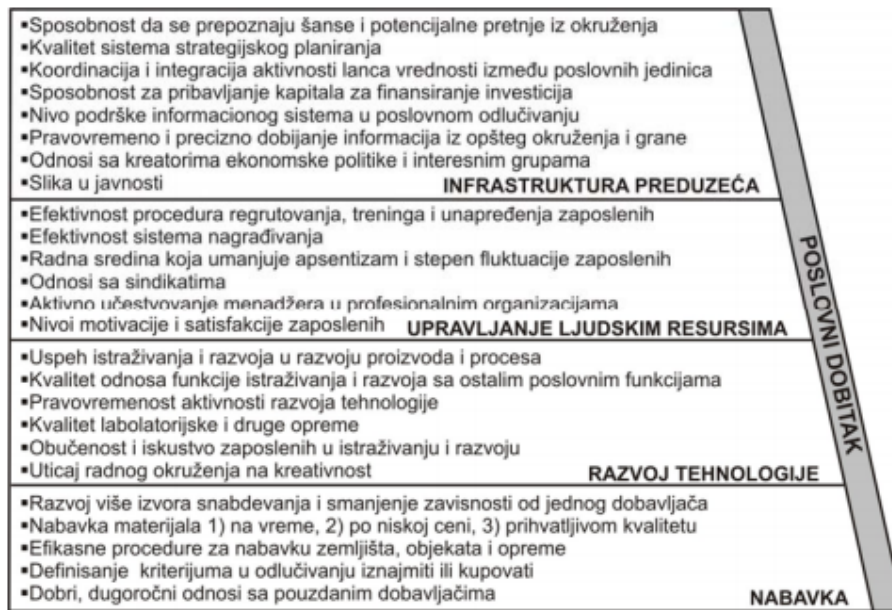 ▪Sposobnost da se prepoznaju šanse i potencijalne pretnje iz okruženja
▪Kvalitet sistema strategijskog planiranja
▪Koordinacija i integracija aktivnosti lanca vrednosti između poslovnih jedinica
▪Sposobnost za pribavljanje kapitala za finansiranje investicija
▪Nivo podrške informacionog sistema u poslovnom odlučivanju
▪Pravovremeno i precizno dobijanje informacija iz opšteg okruženja i grane
▪Odnosi sa kreatorima ekonomske politike i interesnim grupama
▪Slika u javnosti INFRASTRUKTURA PREDUZEĆA
▪Efektivnost procedura regrutovanja, treninga i unapređenja zaposlenih
▪Efektivnost sistema nagrađivanja
▪Radna sredina koja umanjuje apsentizam i stepen fluktuacije zaposlenih
▪Odnosi sa sindikatima
▪Aktivno učestvovanje menadžera u profesionalnim organizacijama
▪Nivoi motivacije i satisfakcije zaposlenih UPRAVLJANJE LJUDSKIM RESURSIMA
▪Uspeh istraživanja i razvoja u razvoju proizvoda i procesa
▪Kvalitet odnosa funkcije istraživanja i razvoja sa ostalim poslovnim funkcijama
▪Pravovremenost aktivnosti razvoja tehnologije
▪Kvalitet labolatorijske i druge opreme
▪Obučenost i iskustvo zaposlenih u istraživanju i razvoju
▪Uticaj radnog okruženja na kreativnost RAZVOJ TEHNOLOGIJE
▪Razvoj više izvora snabdevanja i smanjenje zavisnosti od jednog dobavljača
▪Nabavka materijala 1) na vreme, 2) po niskoj ceni, 3) prihvatljivom kvalitetu
▪Efikasne procedure za nabavku zemljišta, objekata i opreme
▪Definisanje kriterijuma u odlučivanju iznajmiti ili kupovati
▪Dobri, dugoročni odnosi sa pouzdanim dobavljačima NABAVKA
POSLOVNI DOBITAK